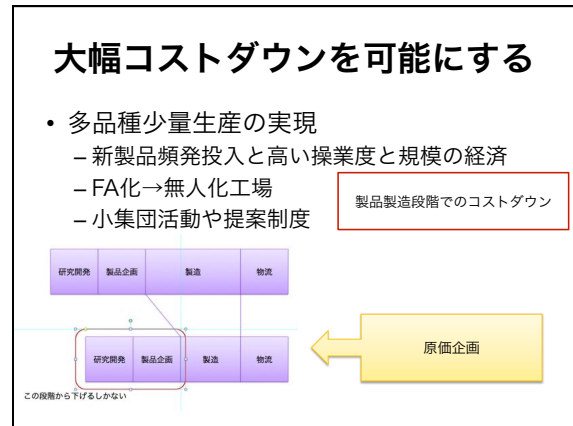 大幅コストダウンを可能にする
• 多品種少量生産の実現
– 新製品頻発投入と高い操業度と規模の経済
– FA化→無人化工場
– 小集団活動や提案制度
製品製造段階でのコストダウン
研究開発 製品企画 製造 物流
研究開発 製品企画 製造 物流
原価企画
この段階から下げるしかない